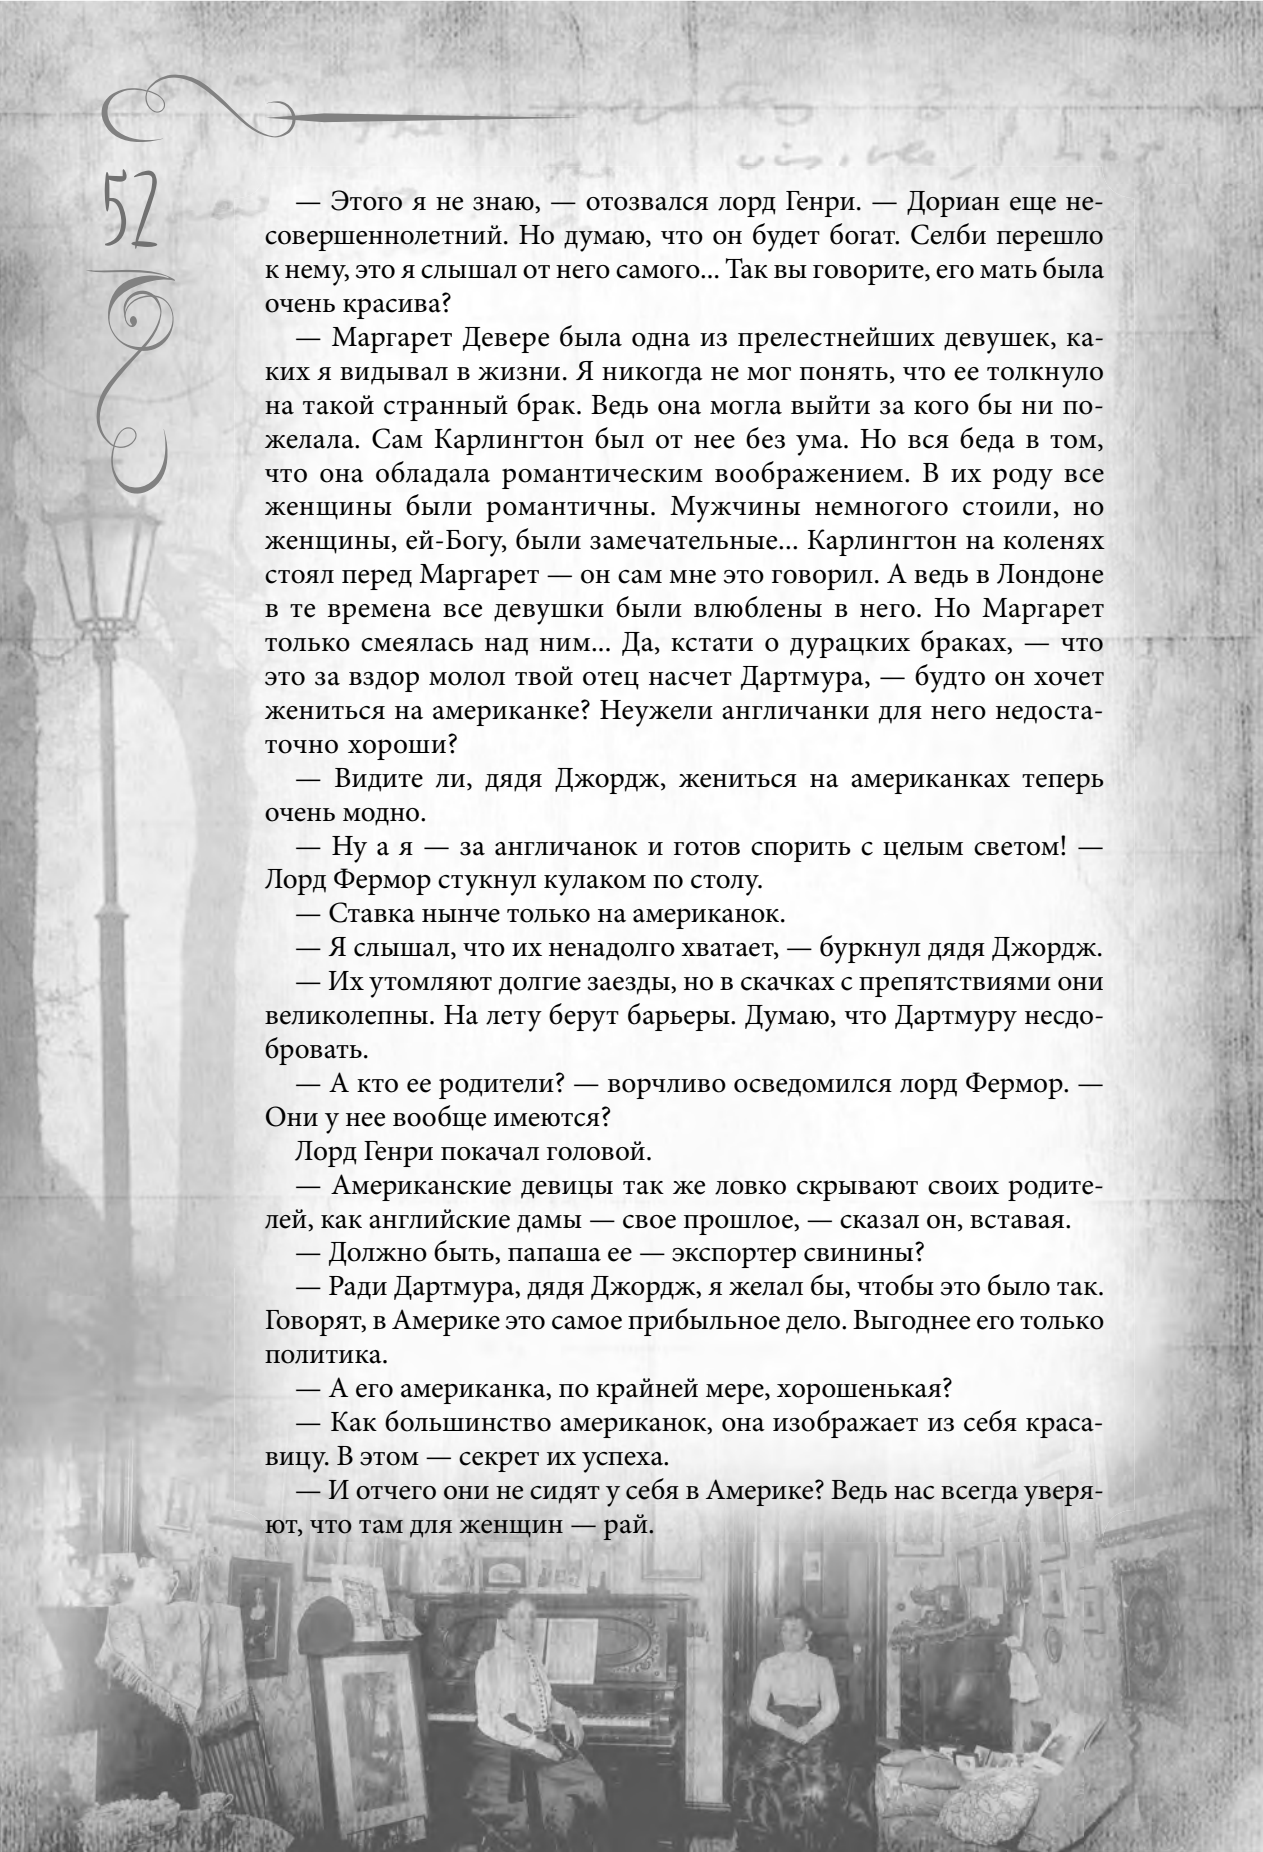 52
— Этого я не знаю, — отозвался лорд Генри. — Дориан еще не-
совершеннолетний. Но думаю, что он будет богат. Селби перешло
к нему, это я слышал от него самого... Так вы говорите, его мать была
очень красива?
— Маргарет Девере была одна из прелестнейших девушек, ка-
ких я видывал в жизни. Я никогда не мог понять, что ее толкнуло
на такой странный брак. Ведь она могла выйти за кого бы ни по-
желала. Сам Карлингтон был от нее без ума. Но вся беда в том,
что она обладала романтическим воображением. В их роду все
женщины были романтичны. Мужчины немногого стоили, но
женщины, ей-Богу, были замечательные... Карлингтон на коленях
стоял перед Маргарет — он сам мне это говорил. А ведь в Лондоне
в те времена все девушки были влюблены в него. Но Маргарет
только смеялась над ним... Да, кстати о дурацких браках, — что
это за вздор молол твой отец насчет Дартмура, — будто он хочет
жениться на американке? Неужели англичанки для него недоста-
точно хороши?
— Видите ли, дядя Джордж, жениться на американках теперь
очень модно.
— Ну а я — за англичанок и готов спорить с целым светом! —
Лорд Фермор стукнул кулаком по столу.
— Ставка нынче только на американок.
— Я слышал, что их ненадолго хватает, — буркнул дядя Джордж.
— Их утомляют долгие заезды, но в скачках с препятствиями они
великолепны. На лету берут барьеры. Думаю, что Дартмуру несдо-
бровать.
— А кто ее родители? — ворчливо осведомился лорд Фермор. —
Они у нее вообще имеются?
Лорд Генри покачал головой.
— Американские девицы так же ловко скрывают своих родите-
лей, как английские дамы — свое прошлое, — сказал он, вставая.
— Должно быть, папаша ее — экспортер свинины?
— Ради Дартмура, дядя Джордж, я желал бы, чтобы это было так.
Говорят, в Америке это самое прибыльное дело. Выгоднее его только
политика.
— А его американка, по крайней мере, хорошенькая?
— Как большинство американок, она изображает из себя краса-
вицу. В этом — секрет их успеха.
— И отчего они не сидят у себя в Америке? Ведь нас всегда уверя-
ют, что там для женщин — рай.